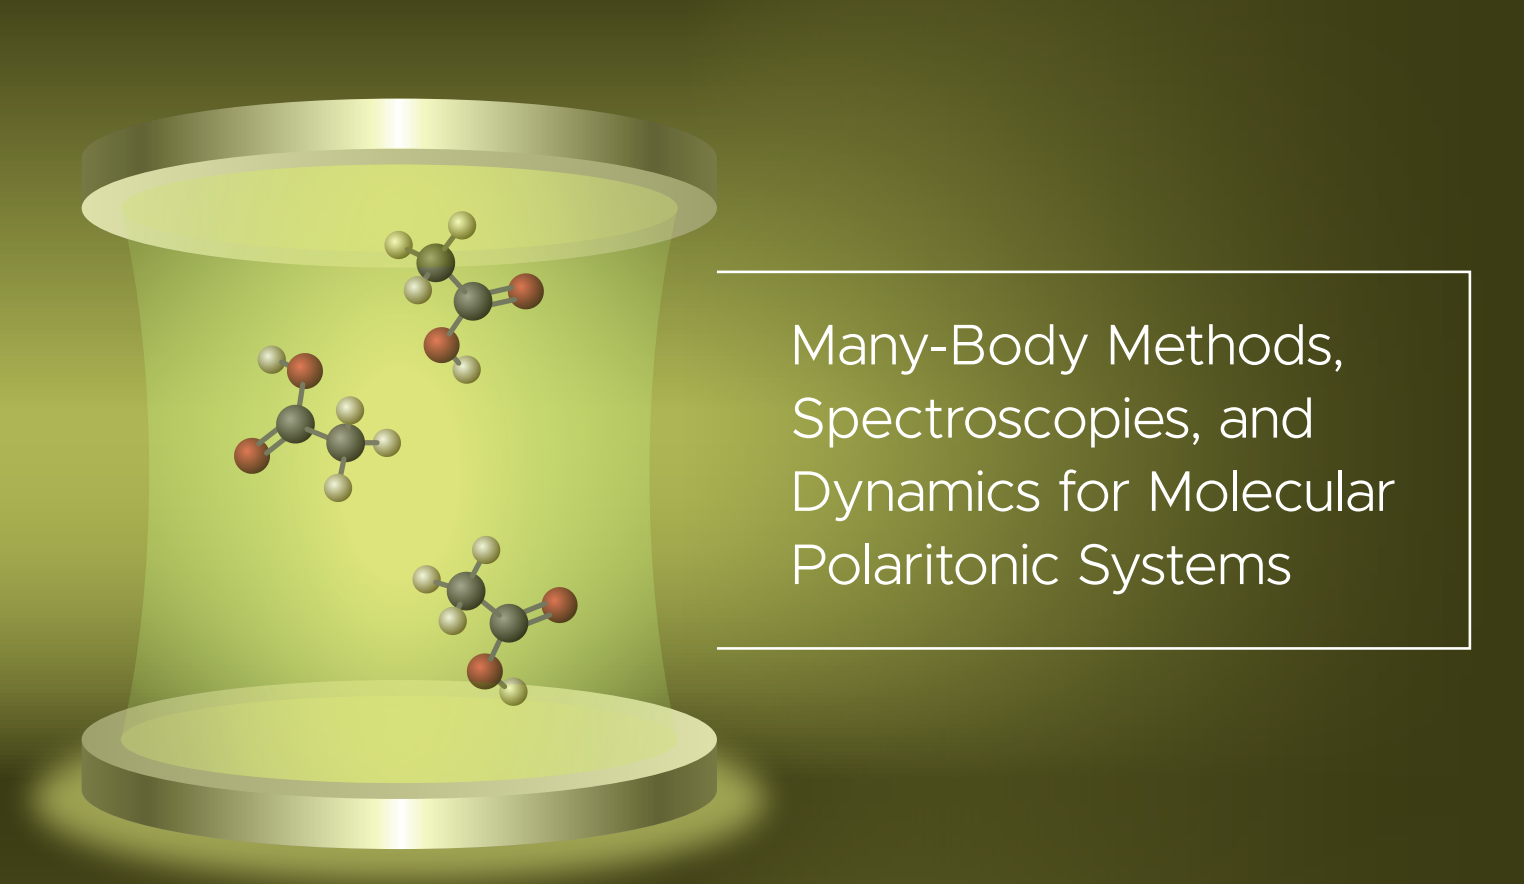 Many-Body Methods,
Spectroscopies, and
Dynamics for Molecular
Polaritonic Systems